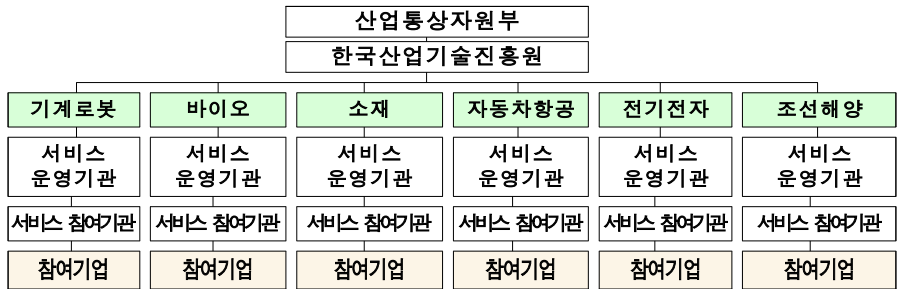 산업통상자원부
한국산업기술진흥원
기계로봇 바이오 소재 자동차항공 전기전자 조선해양
서비스 서비스 서비스 서비스 서비스 서비스
운영기관 운영기관 운영기관 운영기관 운영기관 운영기관
서비스 참여기관 서비스 참여기관 서비스 참여기관 서비스 참여기관 서비스 참여기관 서비스 참여기관
참여기업 참여기업 참여기업 참여기업 참여기업 참여기업